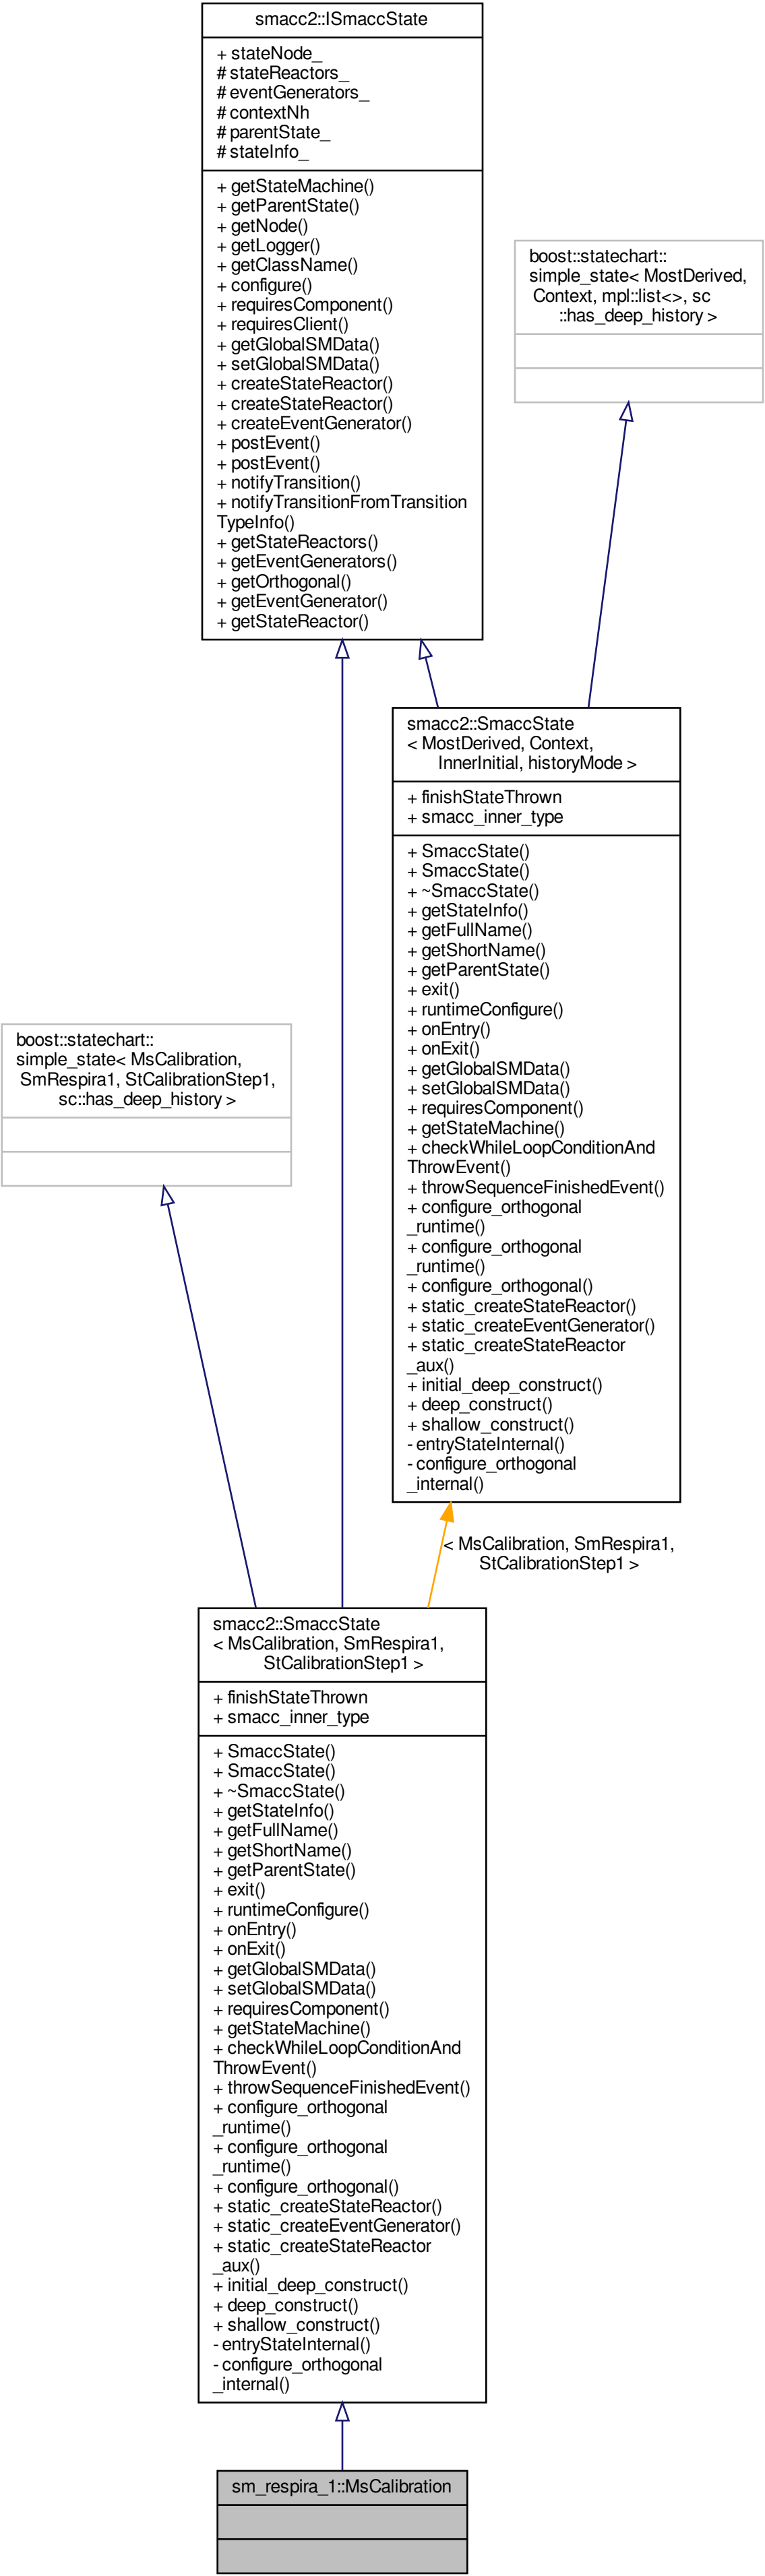 smacc2::ISmaccState
+ stateNode_
# stateReactors_
# eventGenerators_
# contextNh
# parentState_
# stateInfo_
+ getStateMachine()
+ getParentState()
+ getNode()
+ getLogger()
+ getClassName()
+ configure()
+ requiresComponent()
+ requiresClient()
+ getGlobalSMData()
+ setGlobalSMData()
+ createStateReactor()
+ createStateReactor()
+ createEventGenerator()
+ postEvent()
+ postEvent()
+ notifyTransition()
+ notifyTransitionFromTransition
TypeInfo()
+ getStateReactors()
+ getEventGenerators()
+ getOrthogonal()
+ getEventGenerator()
+ getStateReactor()
boost::statechart::
simple_state< MostDerived,
Context, mpl::list<>, sc
::has_deep_history >
smacc2::SmaccState
< MostDerived, Context,
InnerInitial, historyMode >
+ finishStateThrown
+ smacc_inner_type
+ SmaccState()
+ SmaccState()
+ ~SmaccState()
+ getStateInfo()
+ getFullName()
+ getShortName()
+ getParentState()
+ exit()
+ runtimeConfigure()
+ onEntry()
+ onExit()
+ getGlobalSMData()
+ setGlobalSMData()
+ requiresComponent()
+ getStateMachine()
+ checkWhileLoopConditionAnd
ThrowEvent()
+ throwSequenceFinishedEvent()
+ configure_orthogonal
_runtime()
+ configure_orthogonal
_runtime()
+ configure_orthogonal()
+ static_createStateReactor()
+ static_createEventGenerator()
+ static_createStateReactor
_aux()
+ initial_deep_construct()
+ deep_construct()
+ shallow_construct()
- entryStateInternal()
- configure_orthogonal
_internal()
boost::statechart::
simple_state< MsCalibration,
SmRespira1, StCalibrationStep1,
sc::has_deep_history >
< MsCalibration, SmRespira1,
StCalibrationStep1 >
smacc2::SmaccState
< MsCalibration, SmRespira1,
StCalibrationStep1 >
+ finishStateThrown
+ smacc_inner_type
+ SmaccState()
+ SmaccState()
+ ~SmaccState()
+ getStateInfo()
+ getFullName()
+ getShortName()
+ getParentState()
+ exit()
+ runtimeConfigure()
+ onEntry()
+ onExit()
+ getGlobalSMData()
+ setGlobalSMData()
+ requiresComponent()
+ getStateMachine()
+ checkWhileLoopConditionAnd
ThrowEvent()
+ throwSequenceFinishedEvent()
+ configure_orthogonal
_runtime()
+ configure_orthogonal
_runtime()
+ configure_orthogonal()
+ static_createStateReactor()
+ static_createEventGenerator()
+ static_createStateReactor
_aux()
+ initial_deep_construct()
+ deep_construct()
+ shallow_construct()
- entryStateInternal()
- configure_orthogonal
_internal()
sm_respira_1::MsCalibration